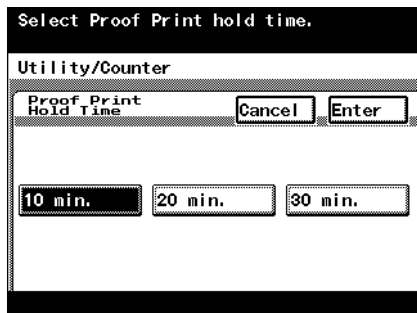 Select Proof Print hold time.
Utility/Counter
Proof Print
Hold Time
Cancel
Enter
10 min.
20 min.
30 min.